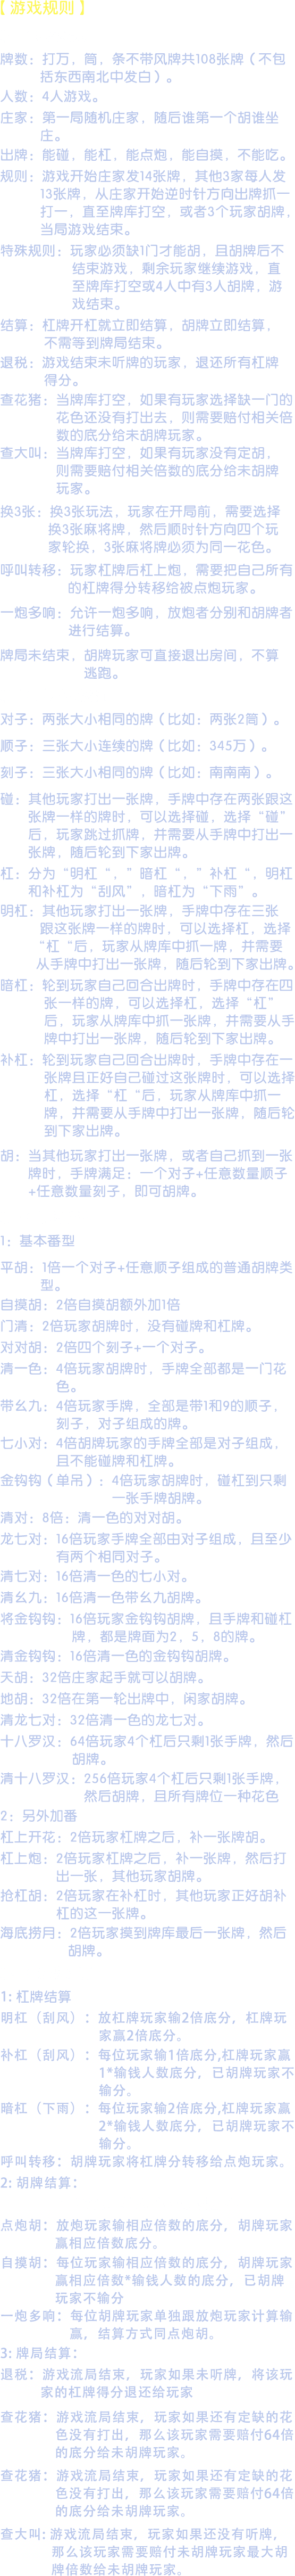 【游戏规则】
牌数：打万，筒，条不带风牌共108张牌（不包
括东西南北中发白）。
人数：4人游戏。
庄家：第一局随机庄家，随后谁第一个胡谁坐
庄。
出牌：能碰，能杠，能点炮，能自摸，不能吃。
规则：游戏开始庄家发14张牌，其他3家每人发
13张牌，从庄家开始逆时针方向出牌抓一
打一，直至牌库打空，或者3个玩家胡牌，
当局游戏结束。
特殊规则：玩家必须缺1门才能胡，且胡牌后不
结束游戏，剩余玩家继续游戏，直
至牌库打空或4人中有3人胡牌，游
戏结束。
结算：杠牌开杠就立即结算，胡牌立即结算，
不需等到牌局结束。
退税：游戏结束未听牌的玩家，退还所有杠牌
得分。
查花猪：当牌库打空，如果有玩家选择缺一门的
花色还没有打出去，则需要赔付相关倍
数的底分给未胡牌玩家。
查大叫：当牌库打空，如果有玩家没有定胡，
则需要赔付相关倍数的底分给未胡牌
玩家。
换3张：换3张玩法，玩家在开局前，需要选择
换3张麻将牌，然后顺时针方向四个玩
家轮换，3张麻将牌必须为同一花色。
呼叫转移：玩家杠牌后杠上炮，需要把自己所有
的杠牌得分转移给被点炮玩家。
一炮多响：允许一炮多响，放炮者分别和胡牌者
进行结算。
牌局未结束，胡牌玩家可直接退出房间，不算
逃跑。
对子：两张大小相同的牌（比如：两张2筒）。
顺子：三张大小连续的牌（比如：345万）。
刻子：三张大小相同的牌（比如：南南南）。
碰：其他玩家打出一张牌，手牌中存在两张跟这
张牌一样的牌时，可以选择碰，选择“碰”
后，玩家跳过抓牌，并需要从手牌中打出一
张牌，随后轮到下家出牌。
杠：分为“明杠“，”暗杠“，”补杠“，明杠
和补杠为“刮风”，暗杠为“下雨”。
明杠：其他玩家打出一张牌，手牌中存在三张
跟这张牌一样的牌时，可以选择杠，选择
“杠“后，玩家从牌库中抓一牌，并需要
从手牌中打出一张牌，随后轮到下家出牌。
暗杠：轮到玩家自己回合出牌时，手牌中存在四
张一样的牌，可以选择杠，选择“杠”
后，玩家从牌库中抓一张牌，并需要从手
牌中打出一张牌，随后轮到下家出牌。
补杠：轮到玩家自己回合出牌时，手牌中存在一
张牌且正好自己碰过这张牌时，可以选择
杠，选择“杠“后，玩家从牌库中抓一
牌，并需要从手牌中打出一张牌，随后轮
到下家出牌。
胡：当其他玩家打出一张牌，或者自己抓到一张
牌时，手牌满足：一个对子+任意数量顺子
+任意数量刻子，即可胡牌。
1：基本番型
平胡：1倍一个对子+任意顺子组成的普通胡牌类
型。
自摸胡：2倍自摸胡额外加1倍
门清：2倍玩家胡牌时，没有碰牌和杠牌。
对对胡：2倍四个刻子+一个对子。
清一色：4倍玩家胡牌时，手牌全部都是一门花
色。
带幺九：4倍玩家手牌，全部是带1和9的顺子，
刻子，对子组成的牌。
七小对：4倍胡牌玩家的手牌全部是对子组成，
且不能碰牌和杠牌。
金钩钩（单吊）：4倍玩家胡牌时，碰杠到只剩
一张手牌胡牌。
清对：8倍：清一色的对对胡。
龙七对：16倍玩家手牌全部由对子组成，且至少
有两个相同对子。
清七对：16倍清一色的七小对。
清幺九：16倍清一色带幺九胡牌。
将金钩钩：16倍玩家金钩钩胡牌，且手牌和碰杠
牌，都是牌面为2，5，8的牌。
清金钩钩：16倍清一色的金钩钩胡牌。
天胡：32倍庄家起手就可以胡牌。
地胡：32倍在第一轮出牌中，闲家胡牌。
清龙七对：32倍清一色的龙七对。
十八罗汉：64倍玩家4个杠后只剩1张手牌，然后
胡牌。
清十八罗汉：256倍玩家4个杠后只剩1张手牌，
然后胡牌，且所有牌位一种花色
2：另外加番
杠上开花：2倍玩家杠牌之后，补一张牌胡。
杠上炮：2倍玩家杠牌之后，补一张牌，然后打
出一张，其他玩家胡牌。
抢杠胡：2倍玩家在补杠时，其他玩家正好胡补
杠的这一张牌。
海底捞月：2倍玩家摸到牌库最后一张牌，然后
胡牌。
1: 杠牌结算
明杠（刮风）：放杠牌玩家输2倍底分，杠牌玩
家赢2倍底分。
补杠（刮风）：每位玩家输1倍底分,杠牌玩家赢
1*输钱人数底分，已胡牌玩家不
输分。
暗杠（下雨）：每位玩家输2倍底分,杠牌玩家赢
2*输钱人数底分，已胡牌玩家不
输分。
呼叫转移：胡牌玩家将杠牌分转移给点炮玩家。
2: 胡牌结算：
点炮胡：放炮玩家输相应倍数的底分，胡牌玩家
赢相应倍数底分。
自摸胡：每位玩家输相应倍数的底分，胡牌玩家
赢相应倍数*输钱人数的底分，已胡牌
玩家不输分
一炮多响：每位胡牌玩家单独跟放炮玩家计算输
赢，结算方式同点炮胡。
3: 牌局结算：
退税：游戏流局结束，玩家如果未听牌，将该玩
家的杠牌得分退还给玩家
查花猪：游戏流局结束，玩家如果还有定缺的花
色没有打出，那么该玩家需要赔付64倍
的底分给未胡牌玩家。
查花猪：游戏流局结束，玩家如果还有定缺的花
色没有打出，那么该玩家需要赔付64倍
的底分给未胡牌玩家。
查大叫: 游戏流局结束，玩家如果还没有听牌，
那么该玩家需要赔付未胡牌玩家最大胡
牌倍数给未胡牌玩家。